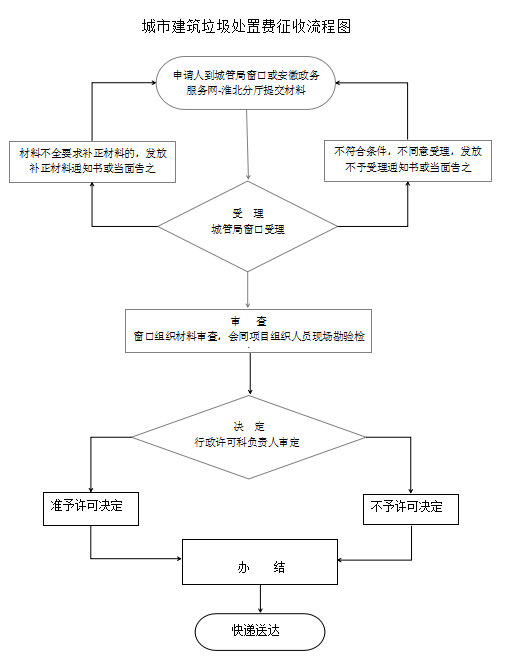 城市建筑垃圾处置费征收流程图
申请人到城管局窗口或安徽政务
服务网-淮北分厅提交材料
材料不全要求补正材料的，发放
补正材料通知书或当面告之
不符合条件，不同意受理，发放
不予受理通知书或当面告之
受 理
城管局窗口受理
审 查
窗口组织材料审查，会同项目组织人员现场勘验检
决 定
行政许可科负责人审定
准予许可决定
不予许可决定
办 结
快递送达